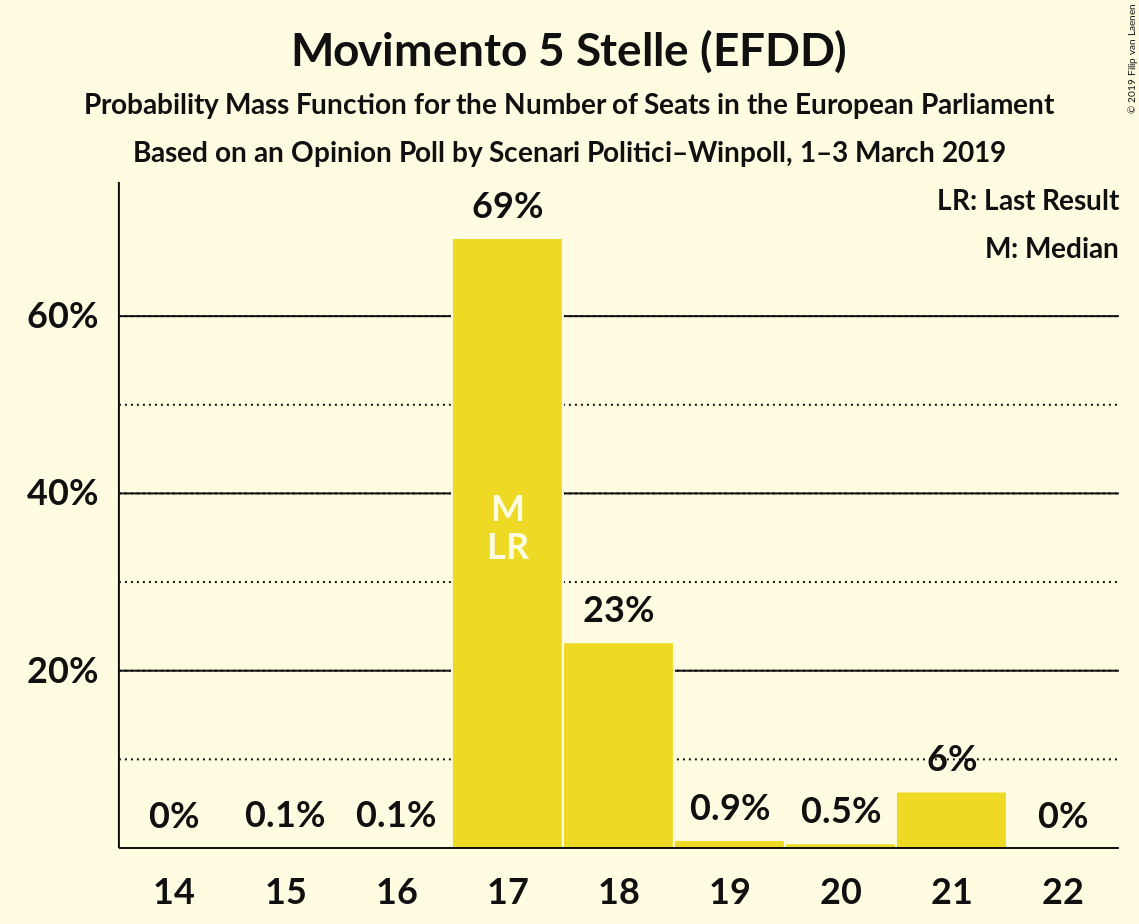 Movimento 5 Stelle (EFDD)
Probability Mass Function for the Number of Seats in the European Parliament
Based on an Opinion Poll by Scenari Politici–Winpoll, 1–3 March 2019
© 2019 Filip van Laenen
LR: Last Result
M: Median
69%
60%
40%
M
LR
23%
20%
6%
0%
0.1%
0.1%
0.9%
0.5%
0%
14
15
16
17
18
19
20
21
22